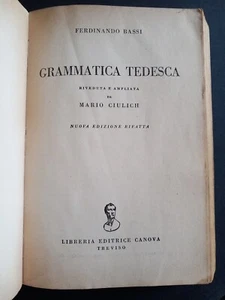 FERDINANDO BASSI
GRAMMATICA TEDESCA
RIVEDUTA E AMPLIATA
DA
MARIO CIULICH
NUOVA EDIZIONE RIFATTA
LIBRERIA EDITRICE CANOVA
TREVISO